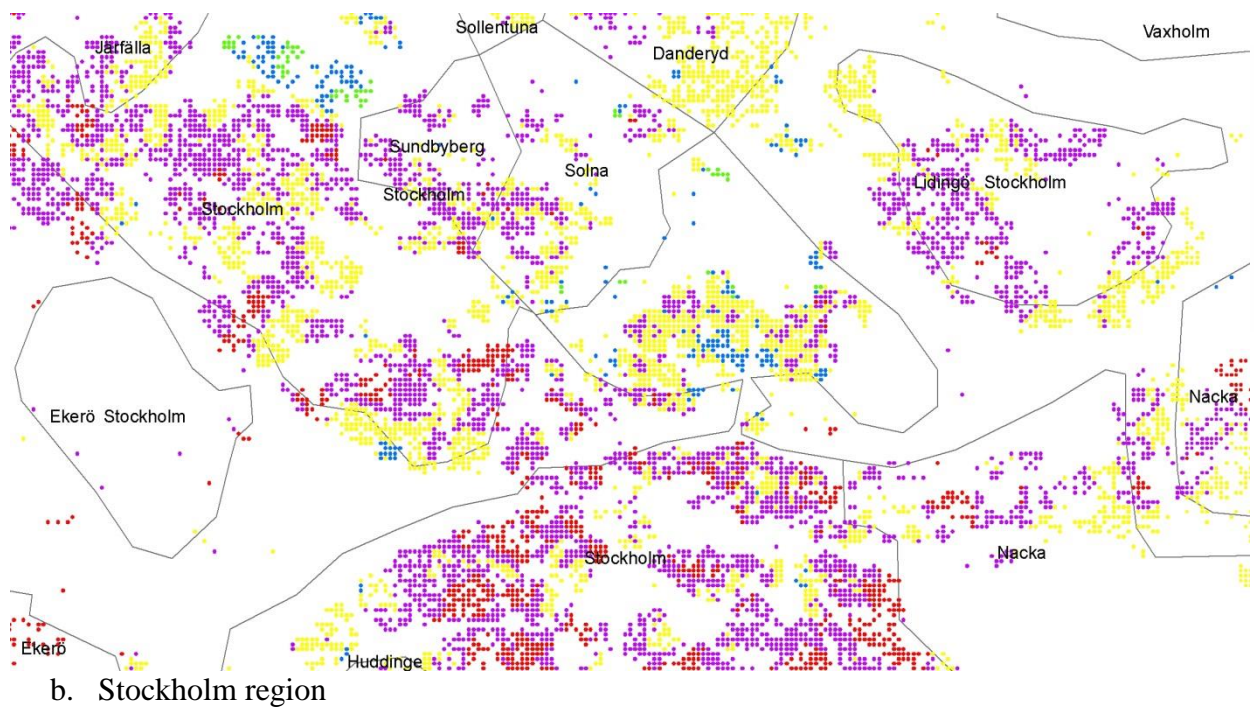 Sollentuna
Vaxholm
Järfälla
Danderyd
Sundbyberg
Solna
Stockholm
Lidingö Stockholm
Stockholm
Nacka
Ekerö Stockholm
Stockholm
Nacka
Ekerö
Huddinge
b. Stockholm region